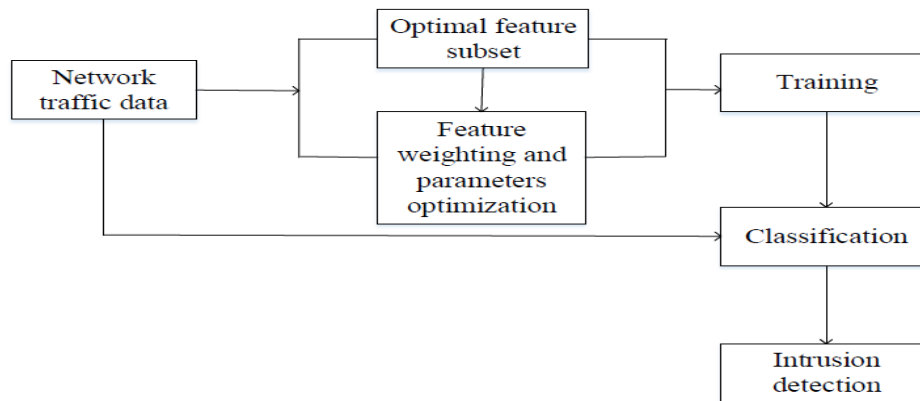 Network
traffic data
Optimal feature
subset
Feature
weighting and
parameters
optimization
Training
Classification
Intrusion
detection